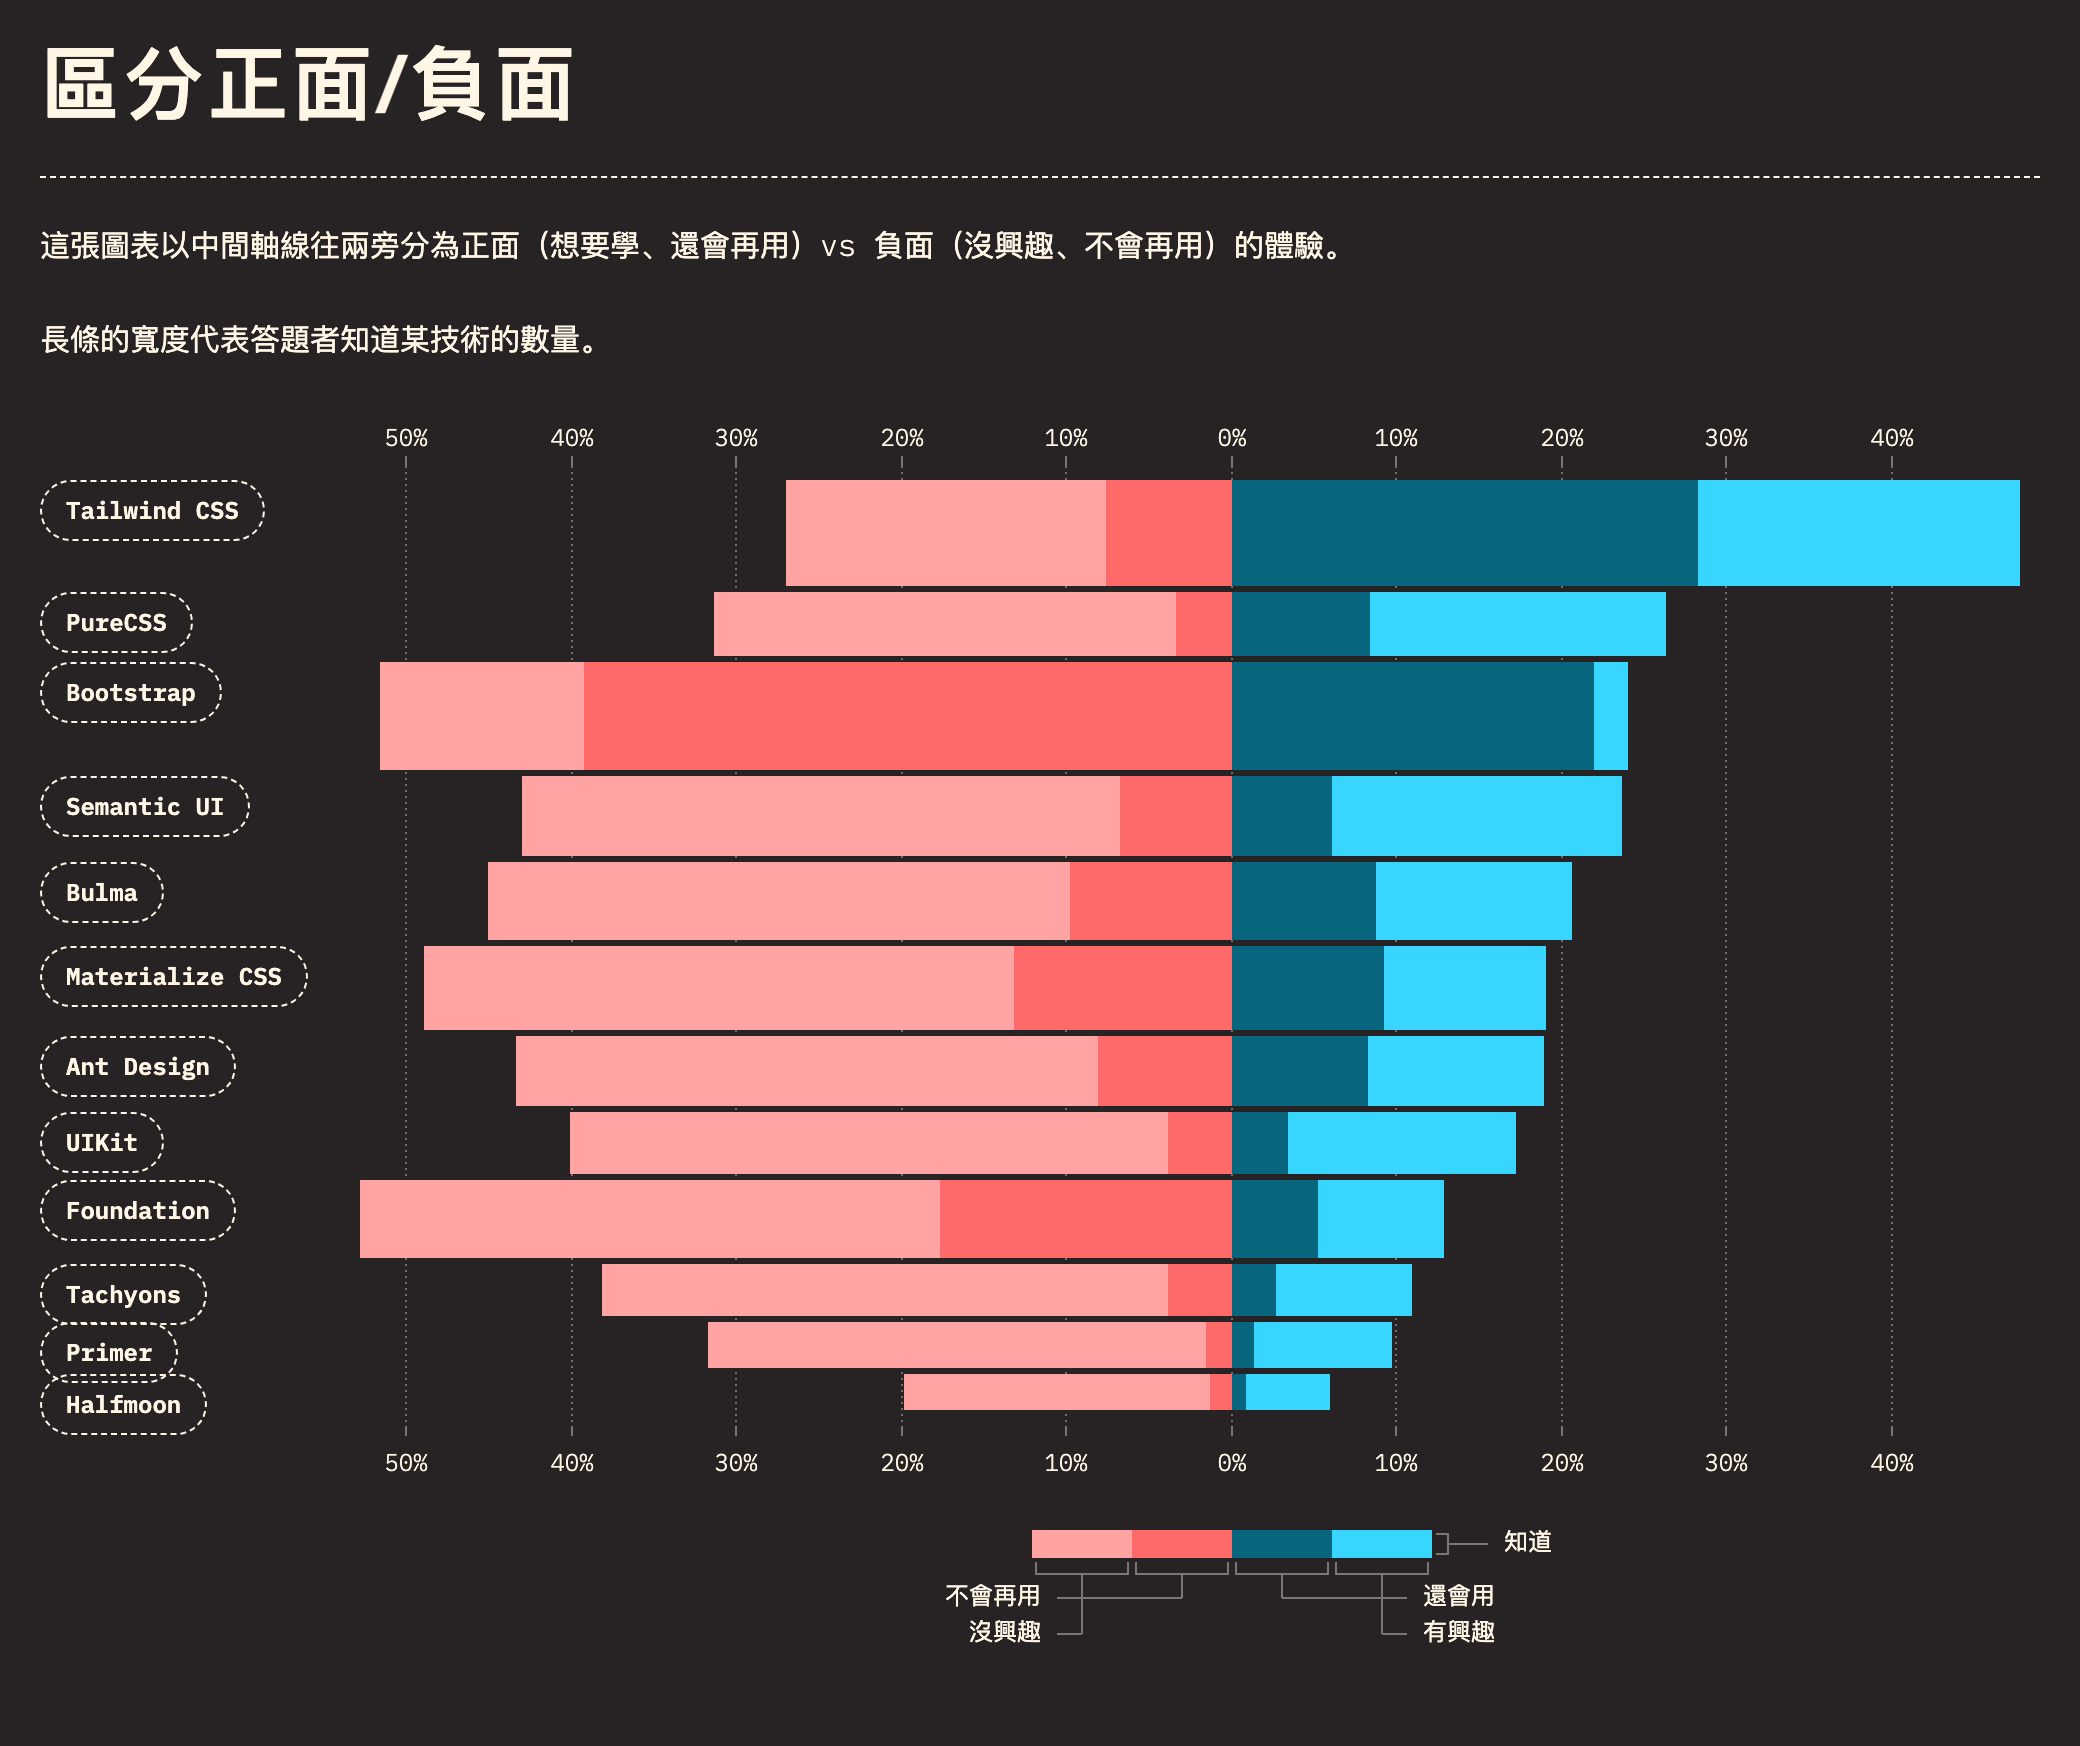 區分正面/負面
這張圖表以中間軸線往兩旁分為正面（想要學、還會再用）vs 負面（沒興趣、不會再用）的體驗。
長條的寬度代表答題者知道某技術的數量。
50% 40% 30% 20% 10% 0% 10% 20% 30% 40%
Tailwind CSS
PureCSS
Bootstrap
Semantic UI
Bulma
Materialize CSS
Ant Design
UIKit
Foundation
Tachyons
Primer
Halfmoon
50% 40% 30% 20% 10% 0% 10% 20% 30% 40%
知道
不會再用 還會用
沒興趣 有興趣